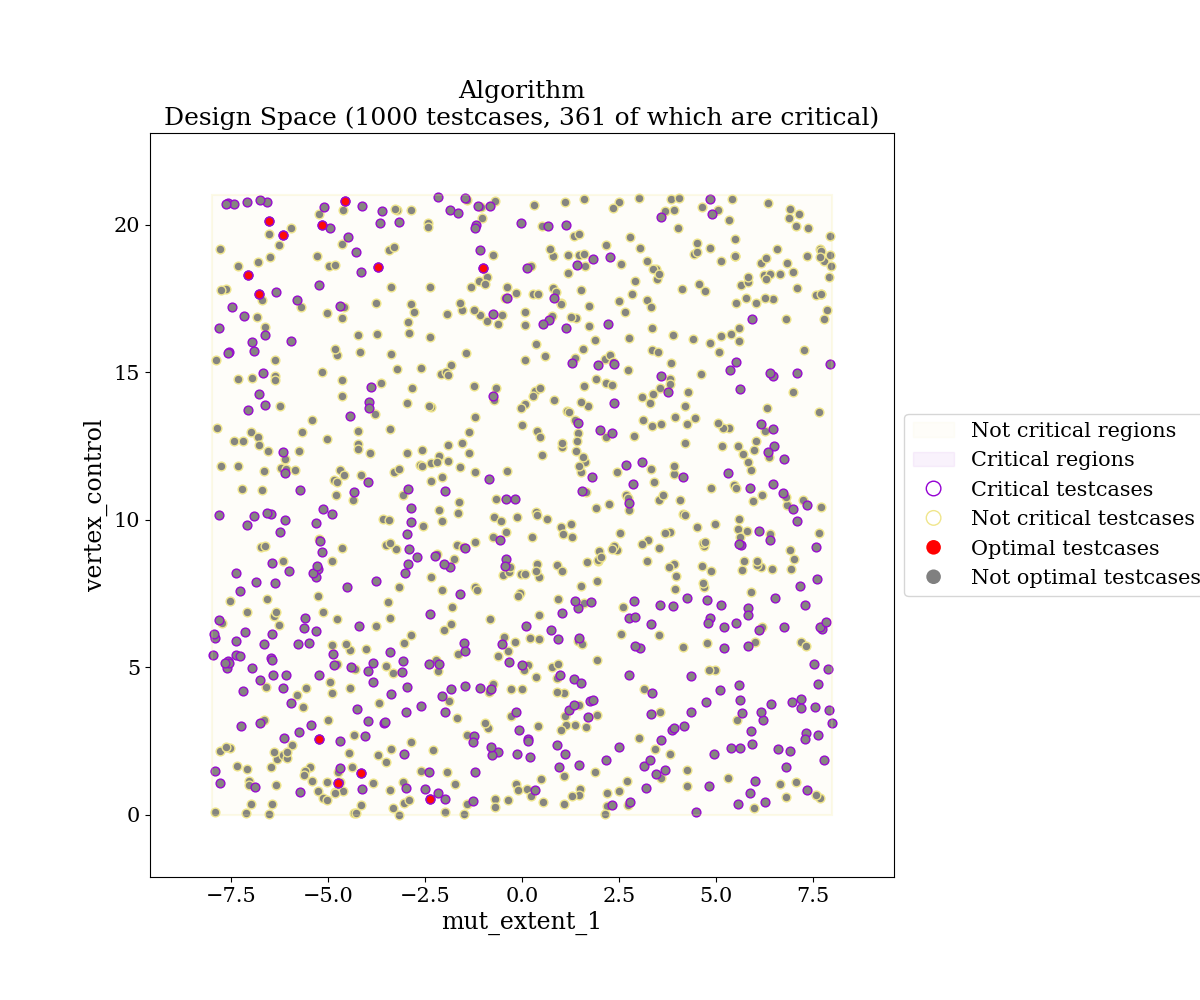 Algorithm
Design Space (1000 testcases, 361 of which are critical)
vertex_control
20
15
10
5
0
−7.5
−5.0
−2.5
0.0
2.5
5.0
7.5
mut_extent_1
Not critical regions
Critical regions
Critical testcases
Not critical testcases
Optimal testcases
Not optimal testcases